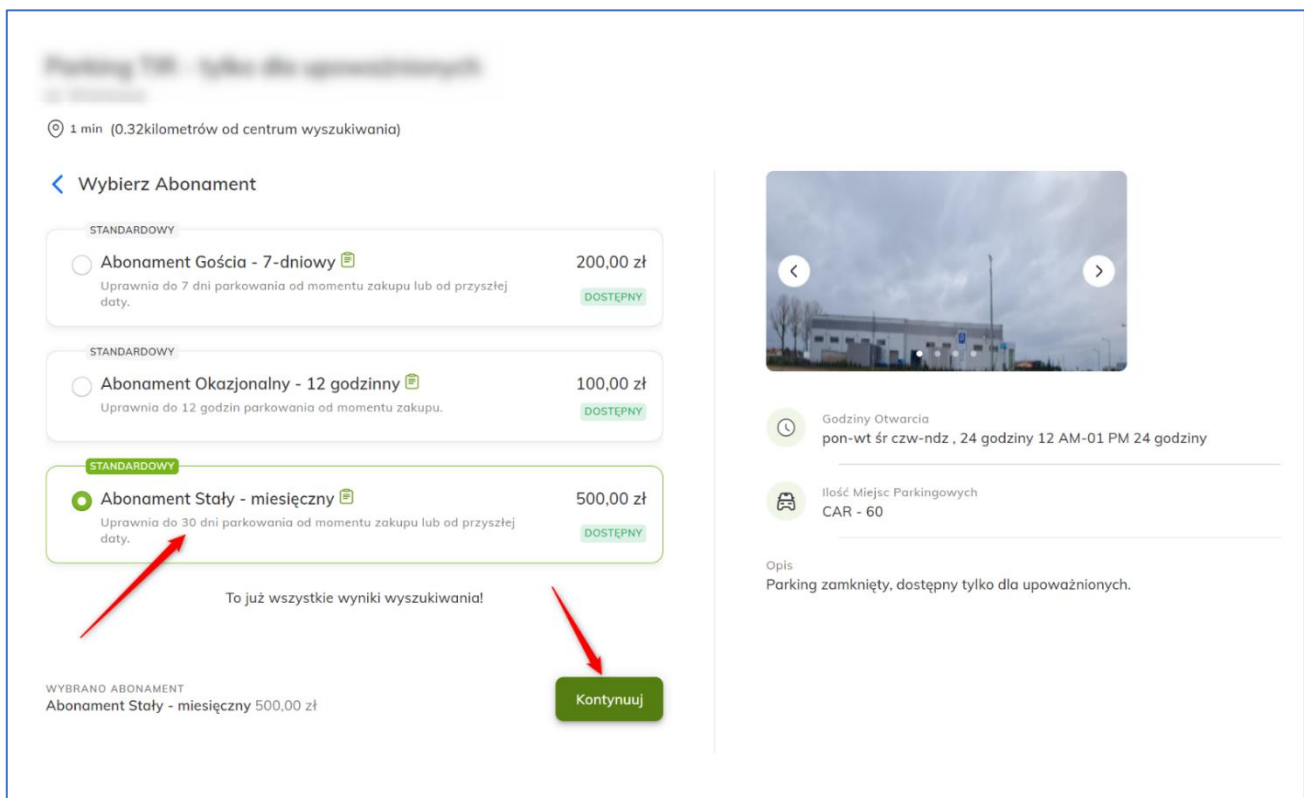 1 min (0.32kilometrów od centrum wyszukiwania)
Wybierz Abonament
STANDARDOWY
Abonament Gościa - 7-dniowy
200,00 zł
Uprawnia do 7 dni parkowania od momentu zakupu lub od przyszłej
daty.
DOSTĘPNY
STANDARDOWY
Abonament Okazjonalny - 12 godzinny
100,00 zł
Uprawnia do 12 godzin parkowania od momentu zakupu.
DOSTĘPNY
STANDARDOWY
Abonament Stały - miesięczny
500,00 zł
Uprawnia do 30 dni parkowania od momentu zakupu lub od przyszłej
daty.
DOSTĘPNY
To już wszystkie wyniki wyszukiwania!
WYBRANO ABONAMENT
Abonament Stały - miesięczny 500,00 zł
Kontynuuj
Godziny Otwarcia
pon-wt śr czw-ndz , 24 godziny 12 AM-01 PM 24 godziny
Ilość Miejsc Parkingowych
CAR - 60
Opis
Parking zamknięty, dostępny tylko dla upoważnionych.